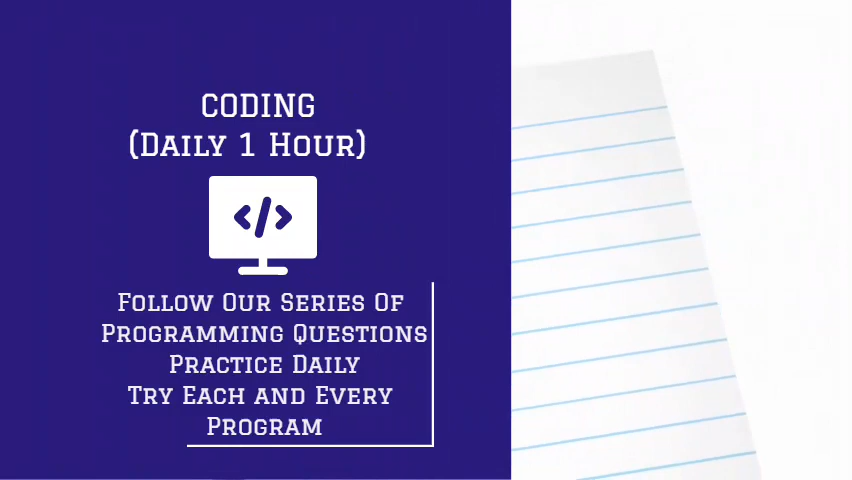 CODING
(Daily 1 Hour)
</>
Follow Our Series Of
Programming Questions
Practice Daily
Try Each and Every
Program